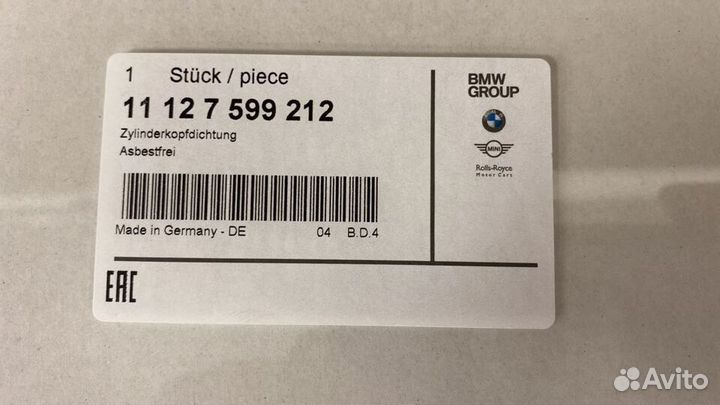 1 Stück / piece
11 12 7 599 212
Zylinderkopfdichtung
Asbestfrei
Made in Germany - DE 04 B.D.4
EAC
BMW
GROUP
MINI
Rolls-Royce
Motor Cars
Avito